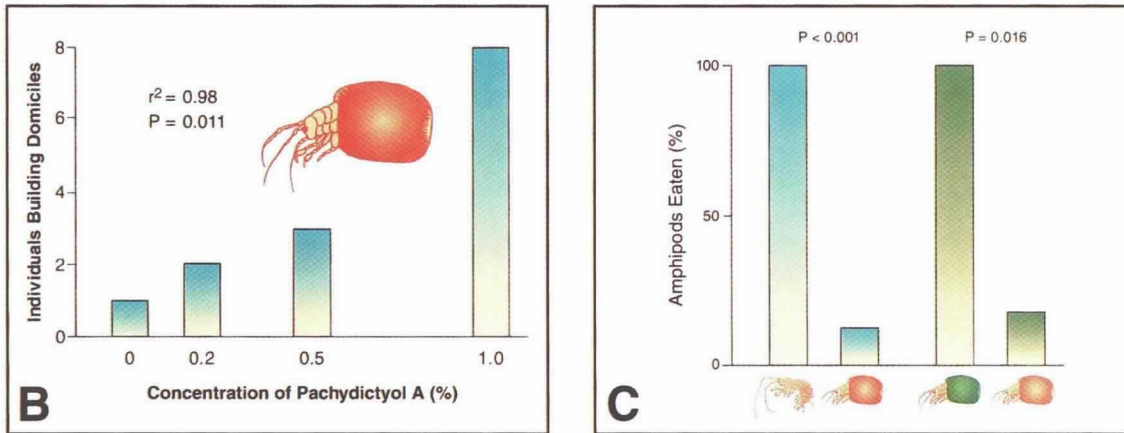 8
6
4
2
0
Individuals Building Domiciles
r² = 0.98
P = 0.011
0 0.2 0.5 1.0
Concentration of Pachydictyol A (%)
B
P < 0.001 P = 0.016
100
50
0
Amphipods Eaten (%)
C